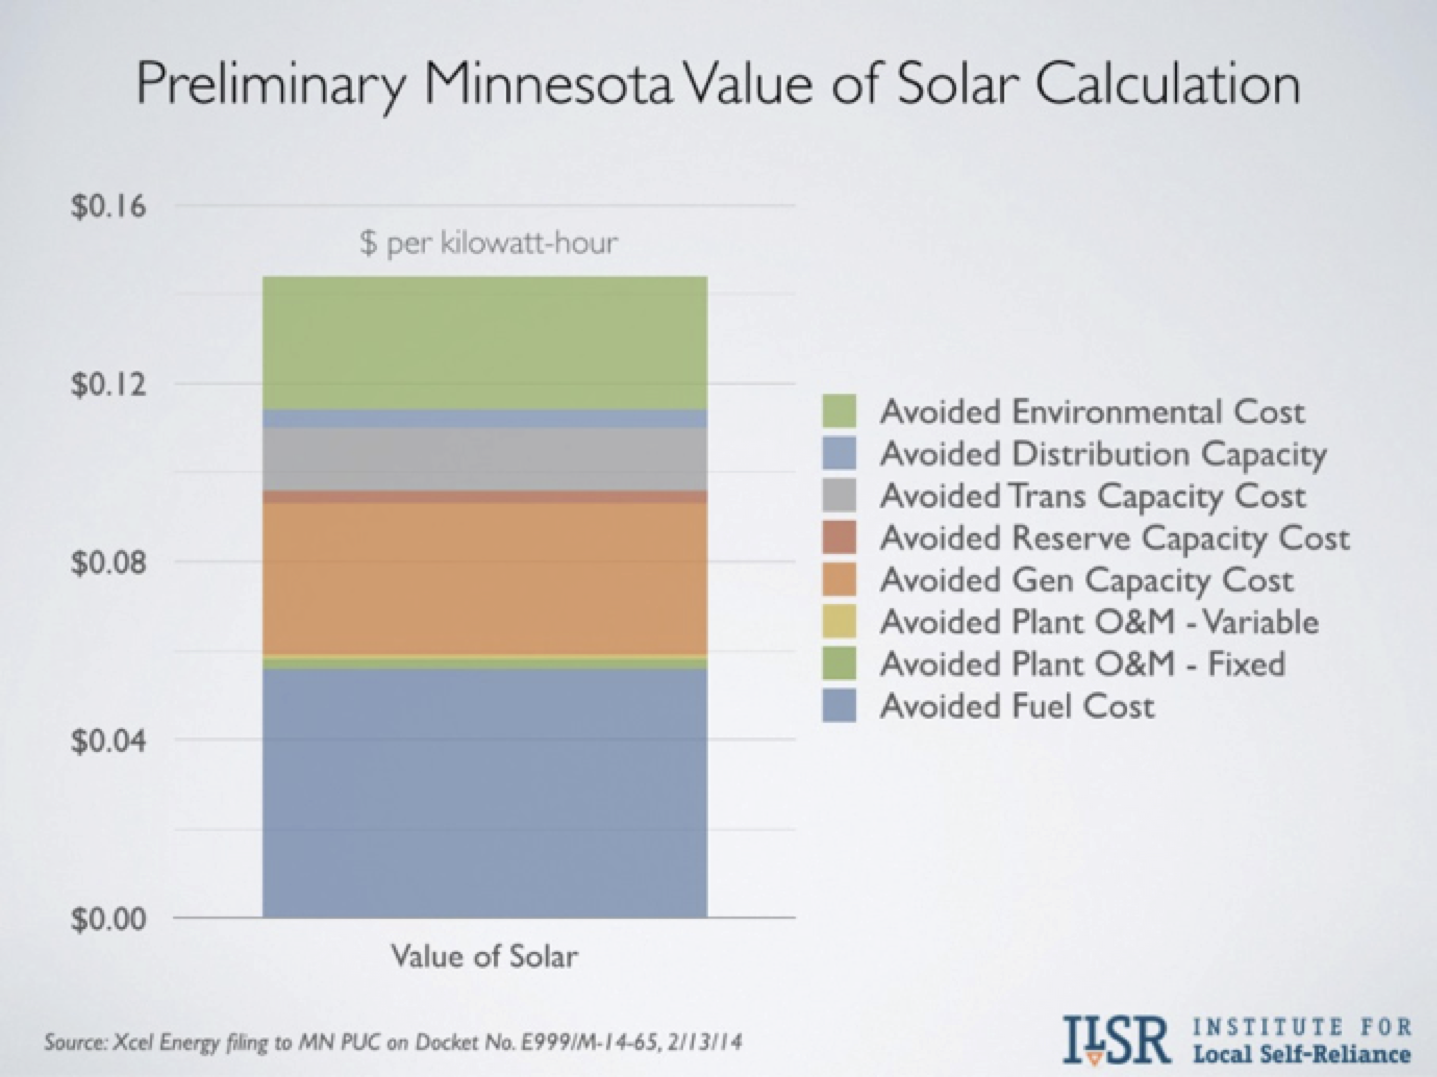 Preliminary Minnesota Value of Solar Calculation
$0.16
$ per kilowatt-hour
$0.12
$0.08
$0.04
$0.00
Value of Solar
Avoided Environmental Cost
Avoided Distribution Capacity
Avoided Trans Capacity Cost
Avoided Reserve Capacity Cost
Avoided Gen Capacity Cost
Avoided Plant O&M - Variable
Avoided Plant O&M - Fixed
Avoided Fuel Cost
Source: Xcel Energy filing to MN PUC on Docket No. E999/M-14-65, 2/13/14
ILSR
INSTITUTE FOR
Local Self-Reliance